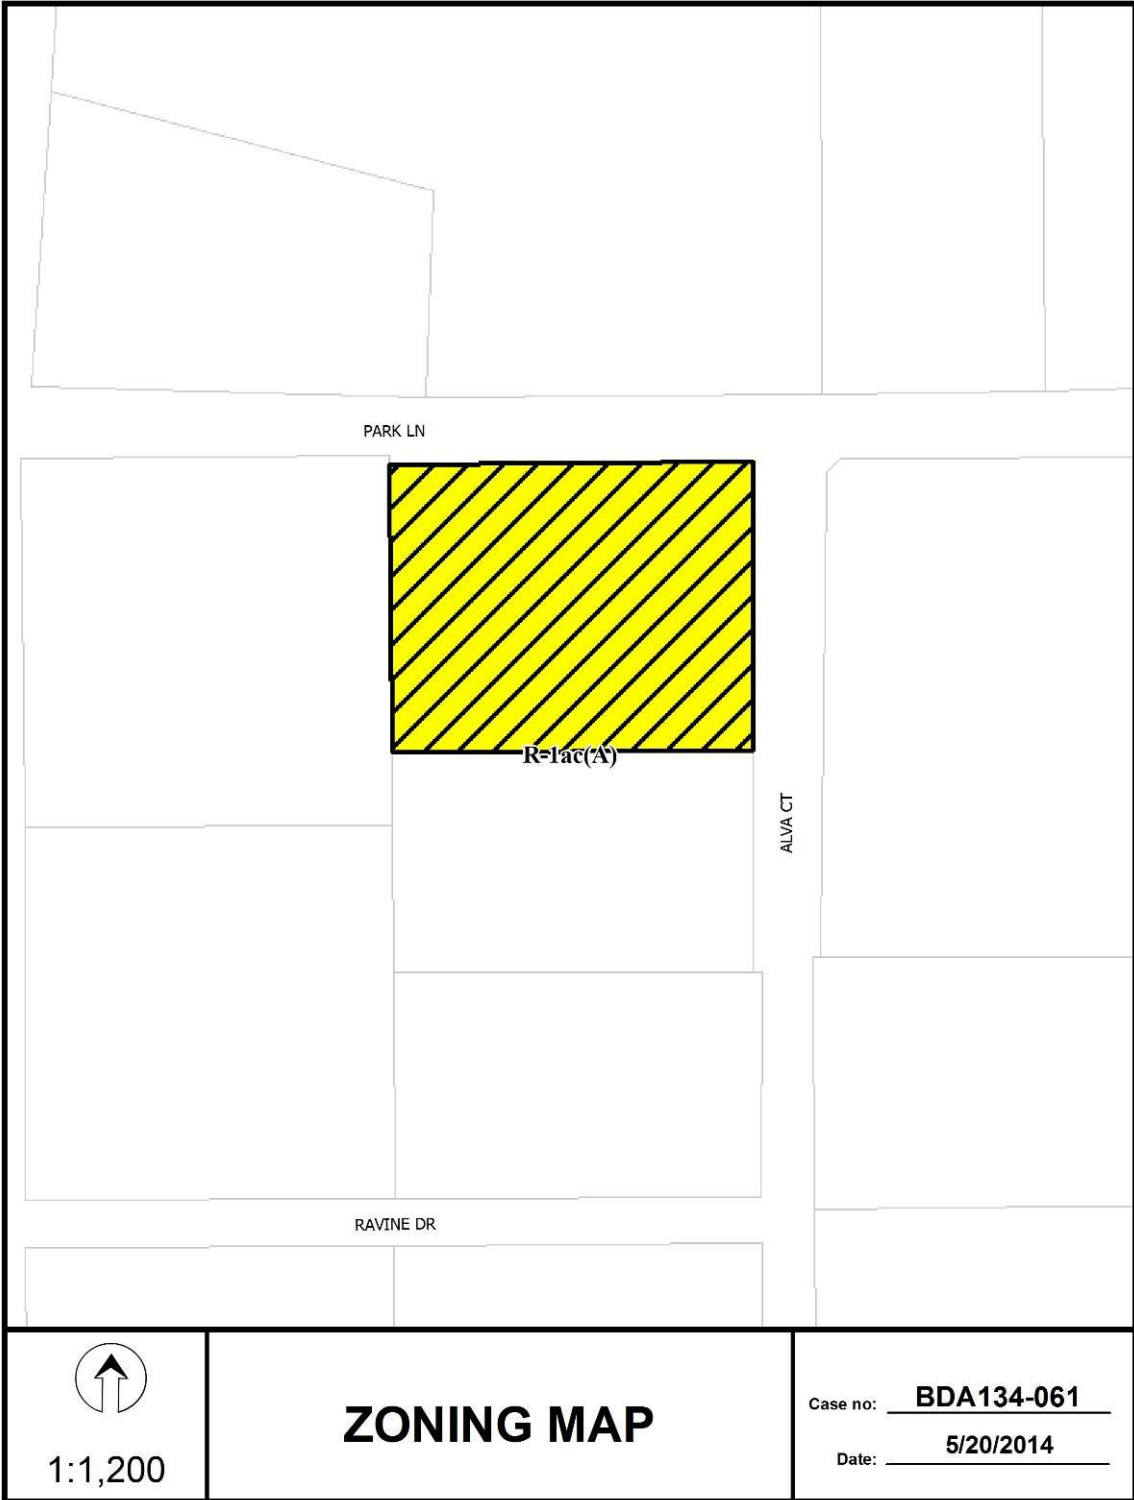 PARK LN
R-1ac(A)
ALVA CT
RAVINE DR
1:1,200
ZONING MAP
Case no: BDA134-061
Date: 5/20/2014